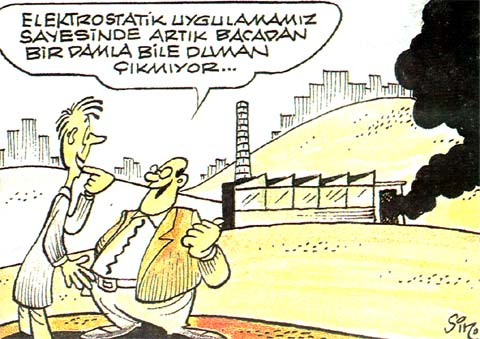 ELEKTROSTATİK UYGULAMAMIZ
SAYESİNDE ARTIK BACADAN
BİR DAMLA BİLE DUMAN
ÇIKMIYOR...